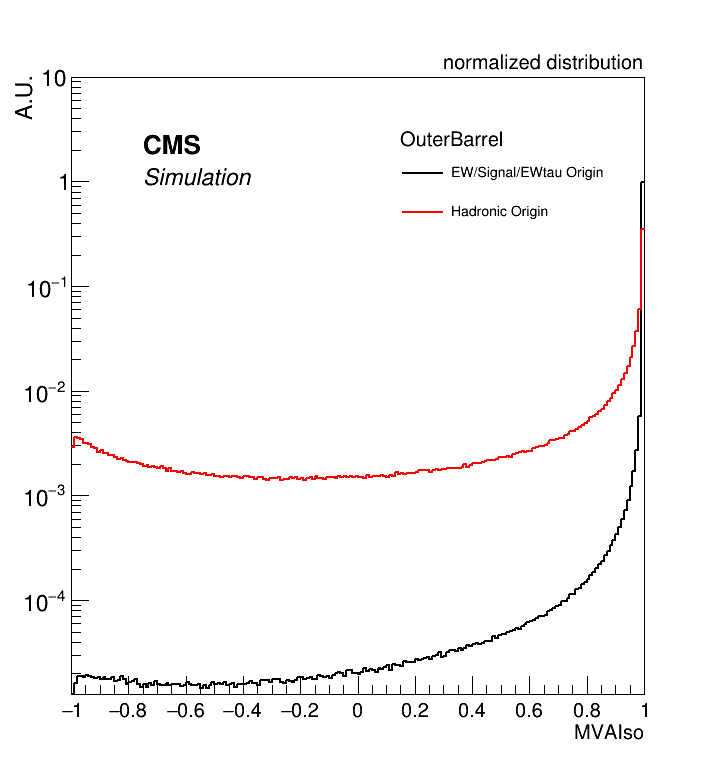 normalized distribution
A.U.
10
1
10⁻¹
10⁻²
10⁻³
10⁻⁴
CMS
Simulation
OuterBarrel
EW/Signal/EWtau Origin
Hadronic Origin
−1 −0.8 −0.6 −0.4 −0.2 0 0.2 0.4 0.6 0.8 1
MVAIso